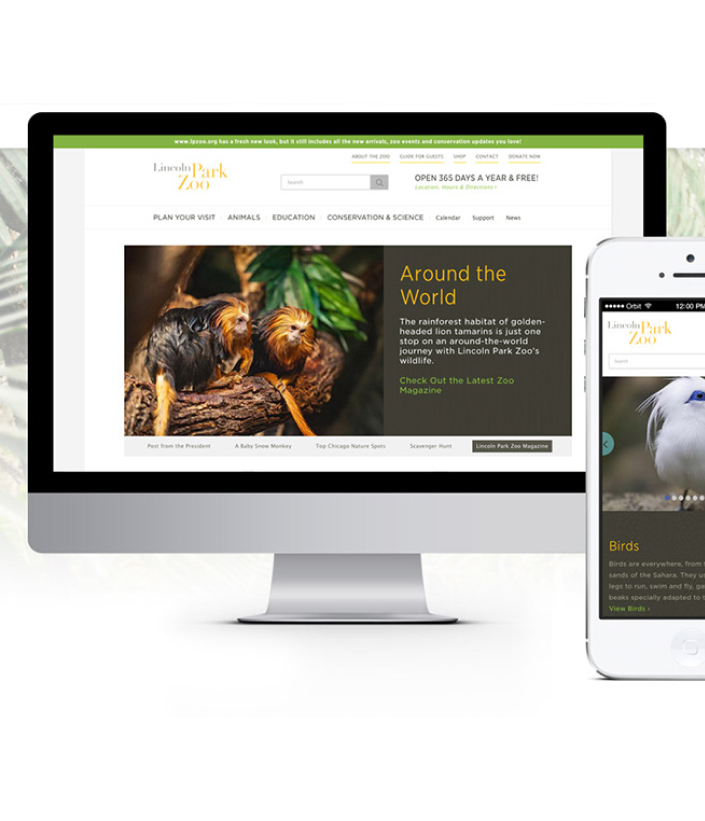 www.lpzoo.org has a fresh new look, but it still includes all the new arrivals, zoo events and conservation updates you love!
ABOUT THE ZOO GUIDE FOR GUESTS SHOP CONTACT DONATE NOW
Lincoln Park
Zoo
Search
OPEN 365 DAYS A YEAR & FREE!
Location, Hours & Directions ›
PLAN YOUR VISIT ANIMALS EDUCATION CONSERVATION & SCIENCE Calendar Support News
Around the
World
The rainforest habitat of golden-
headed lion tamarins is just one
stop on an around-the-world
journey with Lincoln Park Zoo's
wildlife.
Check Out the Latest Zoo
Magazine
Post from the President A Baby Snow Monkey Top Chicago Nature Spots Scavenger Hunt Lincoln Park Zoo Magazine
Orbit 12:00 PM
Lincoln Park
Zoo
Search
Birds
Birds are everywhere, from
sands of the Sahara. They
legs to run, swim and fly,
beaks specially adapted to
View Birds ›